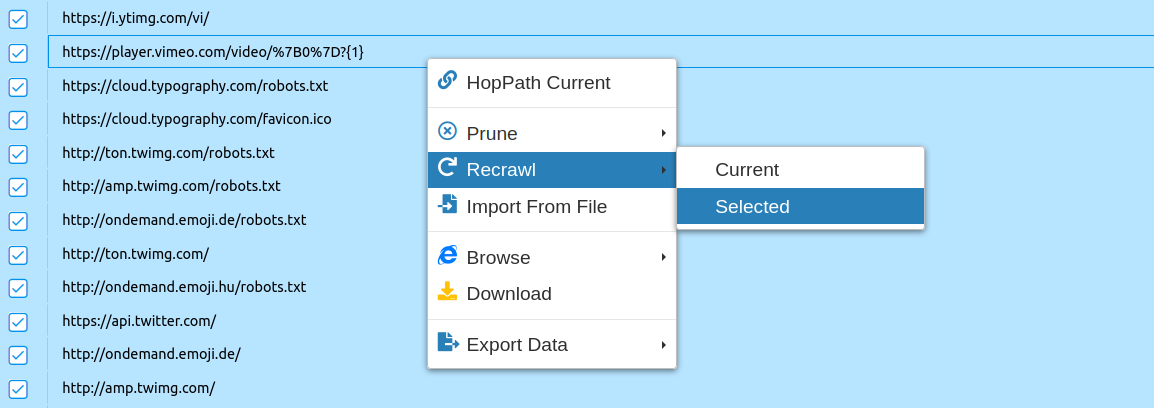 https://i.ytimg.com/vi/
https://player.vimeo.com/video/%7B0%7D?{1}
https://cloud.typography.com/robots.txt
https://cloud.typography.com/favicon.ico
http://ton.twimg.com/robots.txt
http://amp.twimg.com/robots.txt
http://ondemand.emoji.de/robots.txt
http://ton.twimg.com/
http://ondemand.emoji.hu/robots.txt
https://api.twitter.com/
http://ondemand.emoji.de/
http://amp.twimg.com/
HopPath Current
Prune
Recrawl
Import From File
Browse
Download
Export Data
Current
Selected